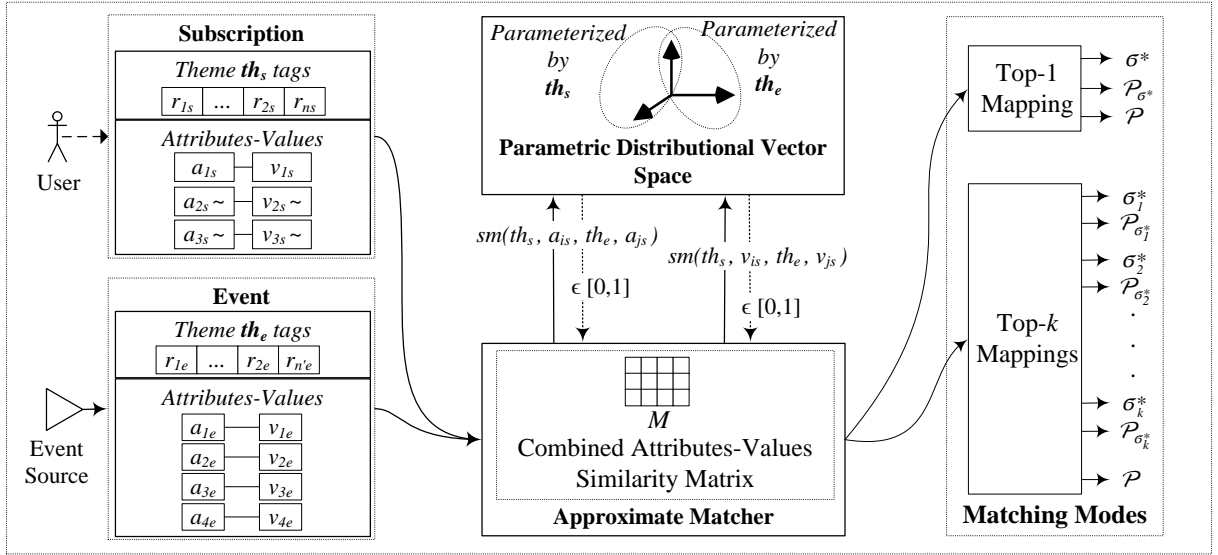 Subscription
Theme th_s tags
r_1s ... r_2s r_ns
Attributes-Values
a_1s v_1s
a_2s ~ v_2s ~
a_3s ~ v_3s ~
User
Event
Theme th_e tags
r_1e ... r_2e r_n'e
Attributes-Values
a_1e v_1e
a_2e v_2e
a_3e v_3e
a_4e v_4e
Event
Source
Parameterized
by
th_s
Parameterized
by
th_e
Parametric Distributional Vector
Space
sm(th_s, a_is, th_e, a_js)
ϵ [0,1]
sm(th_s, v_is, th_e, v_js)
ϵ [0,1]
M
Combined Attributes-Values
Similarity Matrix
Approximate Matcher
Top-1
Mapping
σ*
𝒫_σ*
𝒫
Top-k
Mappings
σ*_1
𝒫_σ*_1
σ*_2
𝒫_σ*_2
.
.
.
σ*_k
𝒫_σ*_k
𝒫
Matching Modes